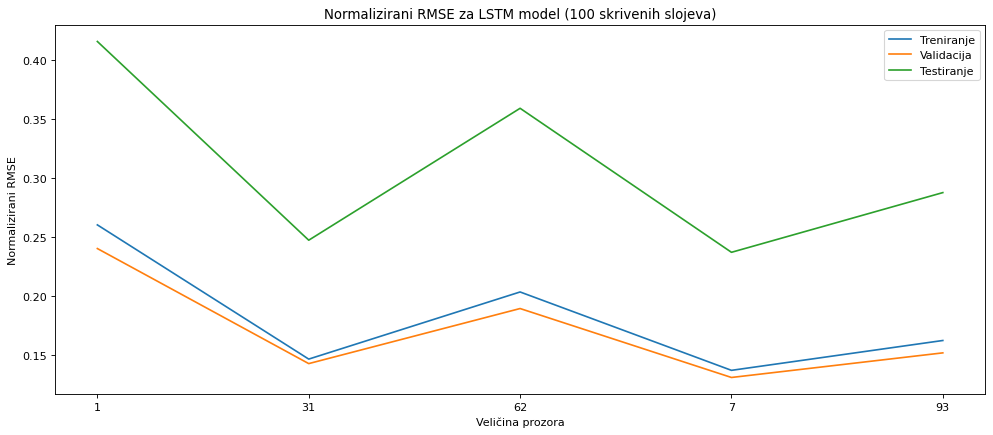 Normalizirani RMSE za LSTM model (100 skrivenih slojeva)
Treniranje
Validacija
Testiranje
Normalizirani RMSE
0.40
0.35
0.30
0.25
0.20
0.15
1 31 62 7 93
Veličina prozora